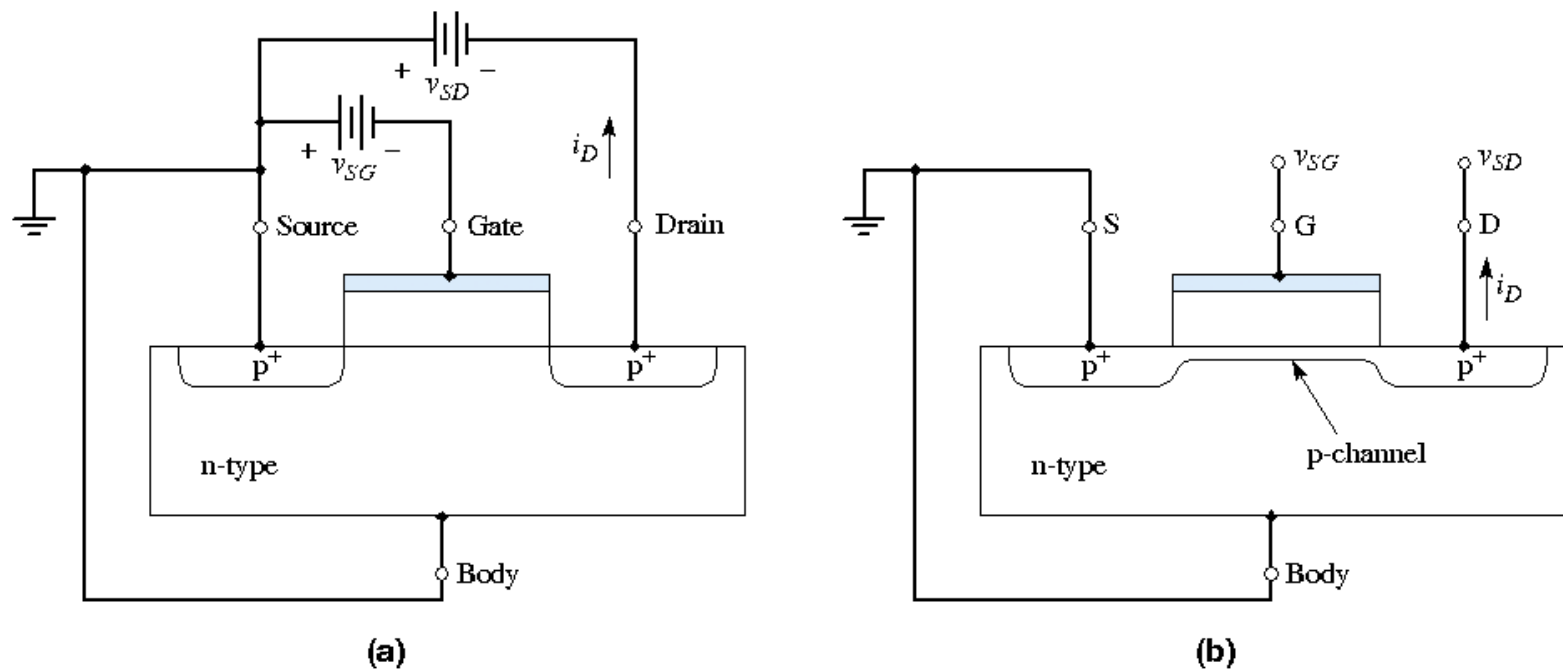 + v_SD −
+ v_SG −
i_D
Source
Gate
Drain
p⁺
p⁺
n-type
Body
(a)
v_SG
v_SD
S
G
D
i_D
p⁺
p⁺
n-type
p-channel
Body
(b)